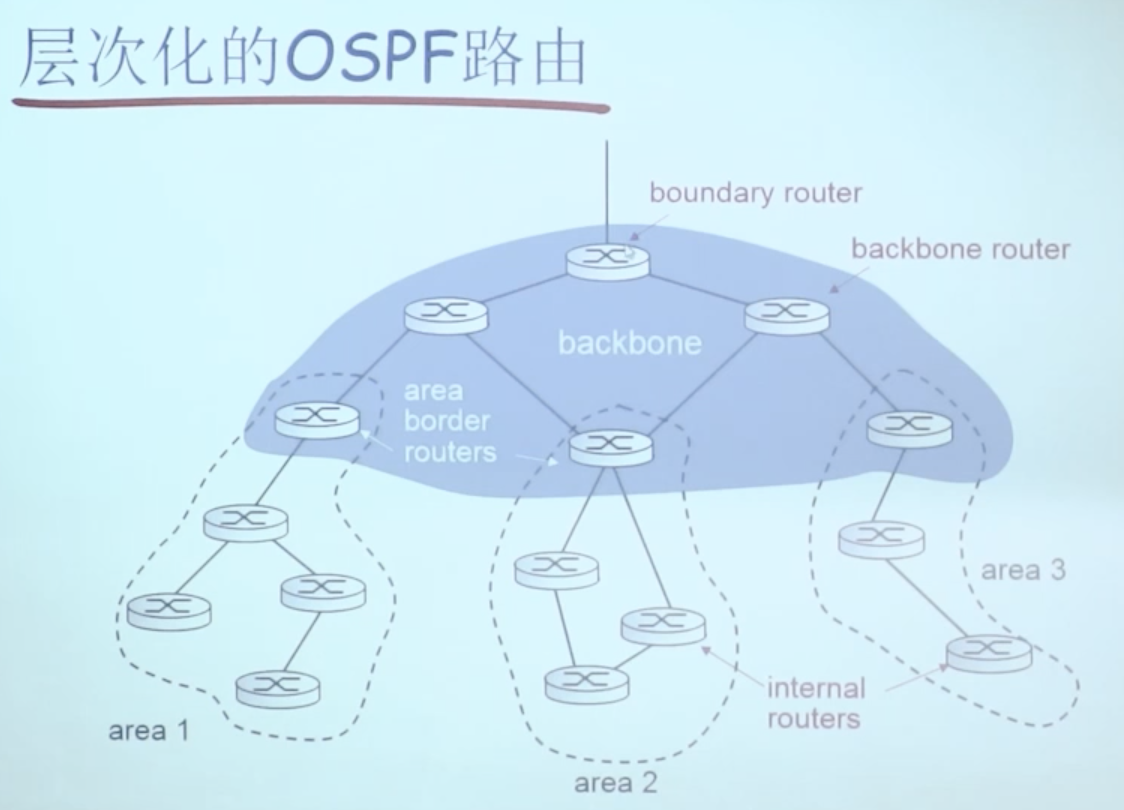 层次化的OSPF路由
boundary router
backbone router
backbone
area
border
routers
area 3
internal
routers
area 1
area 2